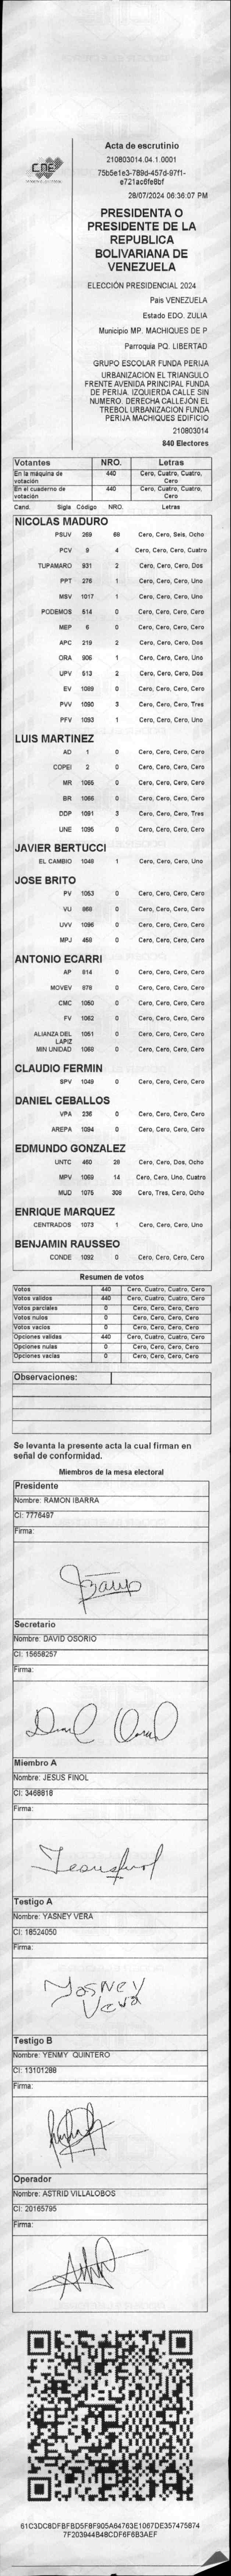 Acta de escrutinio
210803014.04.1.0001
75b5e1e3-789d-457d-97f1-
e721ac6fe8bf
28/07/2024 06:36:07 PM
CNE
PRESIDENTA O
PRESIDENTE DE LA
REPUBLICA
BOLIVARIANA DE
VENEZUELA
ELECCIÓN PRESIDENCIAL 2024
Pais VENEZUELA
Estado EDO. ZULIA
Municipio MP. MACHIQUES DE P
Parroquia PQ. LIBERTAD
GRUPO ESCOLAR FUNDA PERIJA
URBANIZACION EL TRIANGULO
FRENTE AVENIDA PRINCIPAL FUNDA
DE PERIJA. IZQUIERDA CALLE SIN
NUMERO. DERECHA CALLEJÓN EL
TREBOL URBANIZACION FUNDA
PERIJA MACHIQUES EDIFICIO
210803014
840 Electores
Votantes NRO. Letras
En la máquina de votación 440 Cero, Cuatro, Cuatro, Cero
En el cuaderno de votación 440 Cero, Cuatro, Cuatro, Cero
Cand. Sigla Código NRO. Letras
NICOLAS MADURO
PSUV 269 68 Cero, Cero, Seis, Ocho
PCV 9 4 Cero, Cero, Cero, Cuatro
TUPAMARO 931 2 Cero, Cero, Cero, Dos
PPT 276 1 Cero, Cero, Cero, Uno
MSV 1017 1 Cero, Cero, Cero, Uno
PODEMOS 514 0 Cero, Cero, Cero, Cero
MEP 6 0 Cero, Cero, Cero, Cero
APC 219 2 Cero, Cero, Cero, Dos
ORA 906 1 Cero, Cero, Cero, Uno
UPV 513 2 Cero, Cero, Cero, Dos
EV 1089 0 Cero, Cero, Cero, Cero
PVV 1090 3 Cero, Cero, Cero, Tres
PFV 1093 1 Cero, Cero, Cero, Uno
LUIS MARTINEZ
AD 1 0 Cero, Cero, Cero, Cero
COPEI 2 0 Cero, Cero, Cero, Cero
MR 1065 0 Cero, Cero, Cero, Cero
BR 1066 0 Cero, Cero, Cero, Cero
DDP 1091 3 Cero, Cero, Cero, Tres
UNE 1095 0 Cero, Cero, Cero, Cero
JAVIER BERTUCCI
EL CAMBIO 1048 1 Cero, Cero, Cero, Uno
JOSE BRITO
PV 1053 0 Cero, Cero, Cero, Cero
VU 968 0 Cero, Cero, Cero, Cero
UVV 1096 0 Cero, Cero, Cero, Cero
MPJ 458 0 Cero, Cero, Cero, Cero
ANTONIO ECARRI
AP 914 0 Cero, Cero, Cero, Cero
MOVEV 878 0 Cero, Cero, Cero, Cero
CMC 1050 0 Cero, Cero, Cero, Cero
FV 1062 0 Cero, Cero, Cero, Cero
ALIANZA DEL LAPIZ 1051 0 Cero, Cero, Cero, Cero
MIN UNIDAD 1068 0 Cero, Cero, Cero, Cero
CLAUDIO FERMIN
SPV 1049 0 Cero, Cero, Cero, Cero
DANIEL CEBALLOS
VPA 236 0 Cero, Cero, Cero, Cero
AREPA 1094 0 Cero, Cero, Cero, Cero
EDMUNDO GONZALEZ
UNTC 460 28 Cero, Cero, Dos, Ocho
MPV 1069 14 Cero, Cero, Uno, Cuatro
MUD 1075 308 Cero, Tres, Cero, Ocho
ENRIQUE MARQUEZ
CENTRADOS 1073 1 Cero, Cero, Cero, Uno
BENJAMIN RAUSSEO
CONDE 1092 0 Cero, Cero, Cero, Cero
Resumen de votos
Votos 440 Cero, Cuatro, Cuatro, Cero
Votos validos 440 Cero, Cuatro, Cuatro, Cero
Votos parciales 0 Cero, Cero, Cero, Cero
Votos nulos 0 Cero, Cero, Cero, Cero
Votos vacios 0 Cero, Cero, Cero, Cero
Opciones validas 440 Cero, Cuatro, Cuatro, Cero
Opciones nulas 0 Cero, Cero, Cero, Cero
Opciones vacias 0 Cero, Cero, Cero, Cero
Observaciones:
Se levanta la presente acta la cual firman en
señal de conformidad.
Miembros de la mesa electoral
Presidente
Nombre: RAMON IBARRA
CI: 7776497
Firma:
Secretario
Nombre: DAVID OSORIO
CI: 15658257
Firma:
Miembro A
Nombre: JESUS FINOL
CI: 3468818
Firma:
Jesus finol
Testigo A
Nombre: YASNEY VERA
CI: 18524050
Firma:
Yasney
Vera
Testigo B
Nombre: YENMY QUINTERO
CI: 13101288
Firma:
Operador
Nombre: ASTRID VILLALOBOS
CI: 20165795
Firma:
61C3DC8DFBFBD5F8F905A64763E1067DE357475874
7F203944B48CDF6F6B3AEF